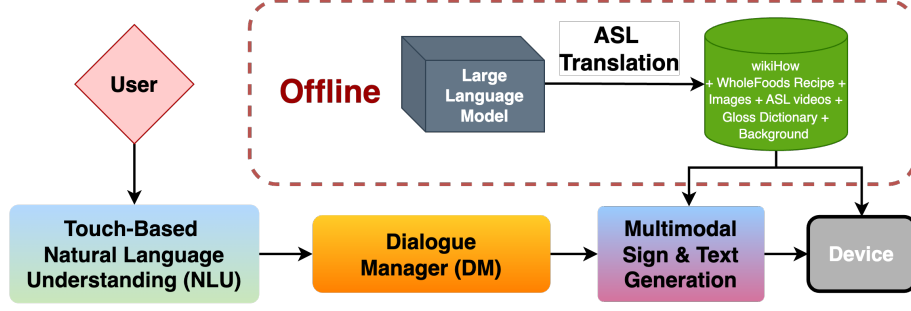 User
Offline
Large
Language
Model
ASL
Translation
wikiHow
+ WholeFoods Recipe +
Images + ASL videos +
Gloss Dictionary +
Background
Touch-Based
Natural Language
Understanding (NLU)
Dialogue
Manager (DM)
Multimodal
Sign & Text
Generation
Device